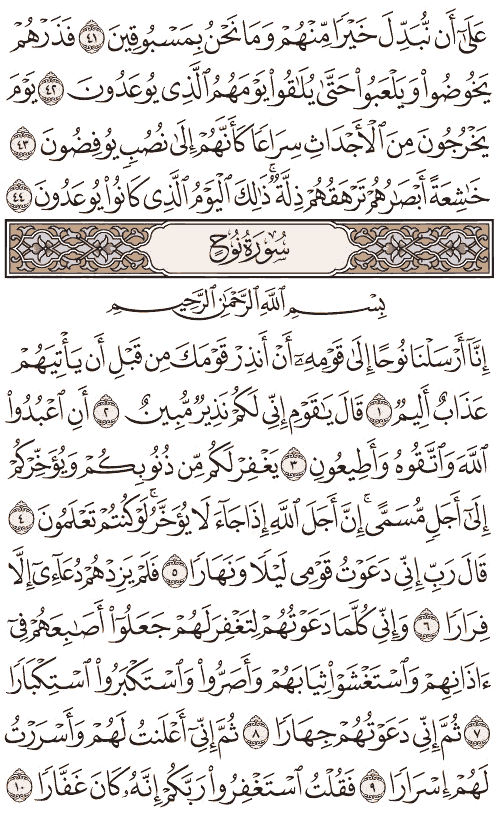 عَلَىٰٓ أَن نُّبَدِّلَ خَيْرًا مِّنْهُمْ وَمَا نَحْنُ بِمَسْبُوقِينَ ٤١ فَذَرْهُمْ
يَخُوضُوا۟ وَيَلْعَبُوا۟ حَتَّىٰ يُلَـٰقُوا۟ يَوْمَهُمُ ٱلَّذِى يُوعَدُونَ ٤٢ يَوْمَ
يَخْرُجُونَ مِنَ ٱلْأَجْدَاثِ سِرَاعًا كَأَنَّهُمْ إِلَىٰ نُصُبٍ يُوفِضُونَ ٤٣
خَـٰشِعَةً أَبْصَـٰرُهُمْ تَرْهَقُهُمْ ذِلَّةٌ ۚ ذَٰلِكَ ٱلْيَوْمُ ٱلَّذِى كَانُوا۟ يُوعَدُونَ ٤٤
سُورَةُ نُوحٍ
بِسْمِ ٱللَّهِ ٱلرَّحْمَـٰنِ ٱلرَّحِيمِ
إِنَّآ أَرْسَلْنَا نُوحًا إِلَىٰ قَوْمِهِۦٓ أَنْ أَنذِرْ قَوْمَكَ مِن قَبْلِ أَن يَأْتِيَهُمْ
عَذَابٌ أَلِيمٌ ١ قَالَ يَـٰقَوْمِ إِنِّى لَكُمْ نَذِيرٌ مُّبِينٌ ٢ أَنِ ٱعْبُدُوا۟
ٱللَّهَ وَٱتَّقُوهُ وَأَطِيعُونِ ٣ يَغْفِرْ لَكُم مِّن ذُنُوبِكُمْ وَيُؤَخِّرْكُمْ
إِلَىٰٓ أَجَلٍ مُّسَمًّى ۚ إِنَّ أَجَلَ ٱللَّهِ إِذَا جَآءَ لَا يُؤَخَّرُ ۖ لَوْ كُنتُمْ تَعْلَمُونَ ٤
قَالَ رَبِّ إِنِّى دَعَوْتُ قَوْمِى لَيْلًا وَنَهَارًا ٥ فَلَمْ يَزِدْهُمْ دُعَآءِىٓ إِلَّا
فِرَارًا ٦ وَإِنِّى كُلَّمَا دَعَوْتُهُمْ لِتَغْفِرَ لَهُمْ جَعَلُوٓا۟ أَصَـٰبِعَهُمْ فِىٓ
ءَاذَانِهِمْ وَٱسْتَغْشَوْا۟ ثِيَابَهُمْ وَأَصَرُّوا۟ وَٱسْتَكْبَرُوا۟ ٱسْتِكْبَارًا
٧ ثُمَّ إِنِّى دَعَوْتُهُمْ جِهَارًا ٨ ثُمَّ إِنِّىٓ أَعْلَنتُ لَهُمْ وَأَسْرَرْتُ
لَهُمْ إِسْرَارًا ٩ فَقُلْتُ ٱسْتَغْفِرُوا۟ رَبَّكُمْ إِنَّهُۥ كَانَ غَفَّارًا ١٠